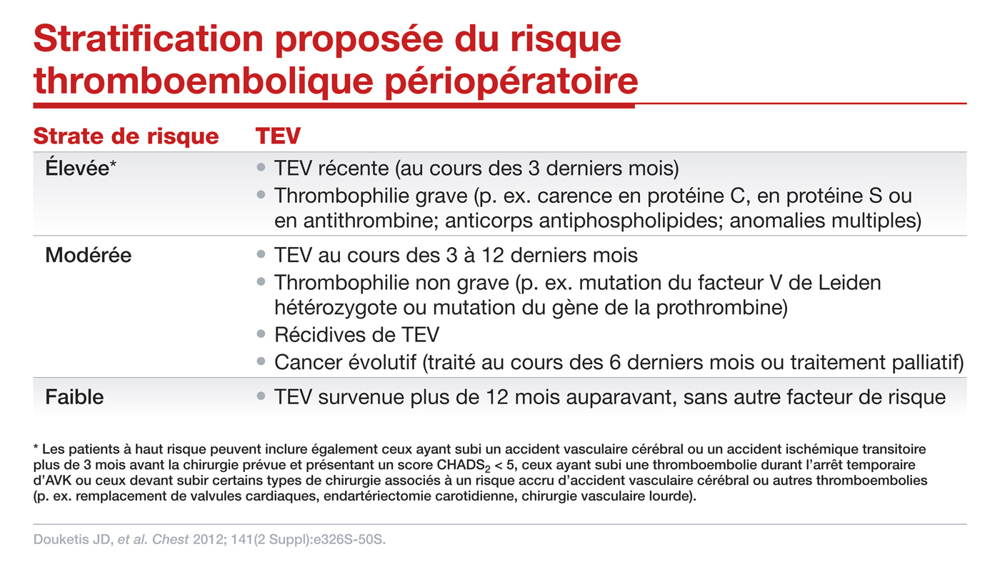 Stratification proposée du risque
thromboembolique périopératoire
Strate de risque TEV
Élevée*
• TEV récente (au cours des 3 derniers mois)
• Thrombophilie grave (p. ex. carence en protéine C, en protéine S ou
en antithrombine; anticorps antiphospholipides; anomalies multiples)
Modérée
• TEV au cours des 3 à 12 derniers mois
• Thrombophilie non grave (p. ex. mutation du facteur V de Leiden
hétérozygote ou mutation du gène de la prothrombine)
• Récidives de TEV
• Cancer évolutif (traité au cours des 6 derniers mois ou traitement palliatif)
Faible
• TEV survenue plus de 12 mois auparavant, sans autre facteur de risque
* Les patients à haut risque peuvent inclure également ceux ayant subi un accident vasculaire cérébral ou un accident ischémique transitoire
plus de 3 mois avant la chirurgie prévue et présentant un score CHADS₂ < 5, ceux ayant subi une thromboembolie durant l’arrêt temporaire
d’AVK ou ceux devant subir certains types de chirurgie associés à un risque accru d’accident vasculaire cérébral ou autres thromboembolies
(p. ex. remplacement de valvules cardiaques, endartériectomie carotidienne, chirurgie vasculaire lourde).
Douketis JD, et al. Chest 2012; 141(2 Suppl):e326S-50S.